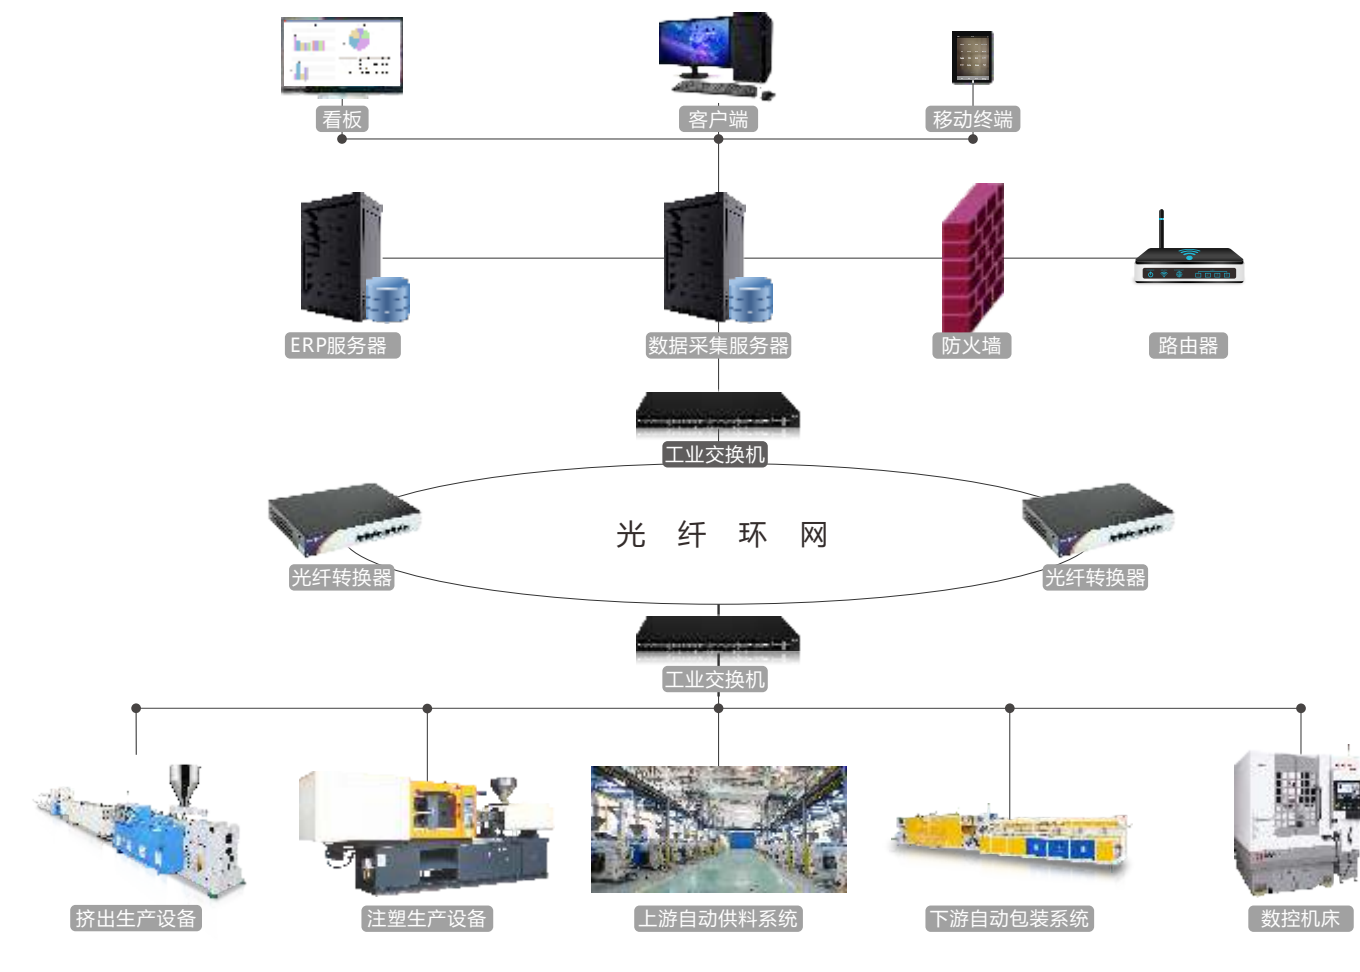 看板
客户端
移动终端
ERP服务器
数据采集服务器
防火墙
路由器
工业交换机
光 纤 环 网
光纤转换器
光纤转换器
工业交换机
挤出生产设备
注塑生产设备
上游自动供料系统
下游自动包装系统
数控机床